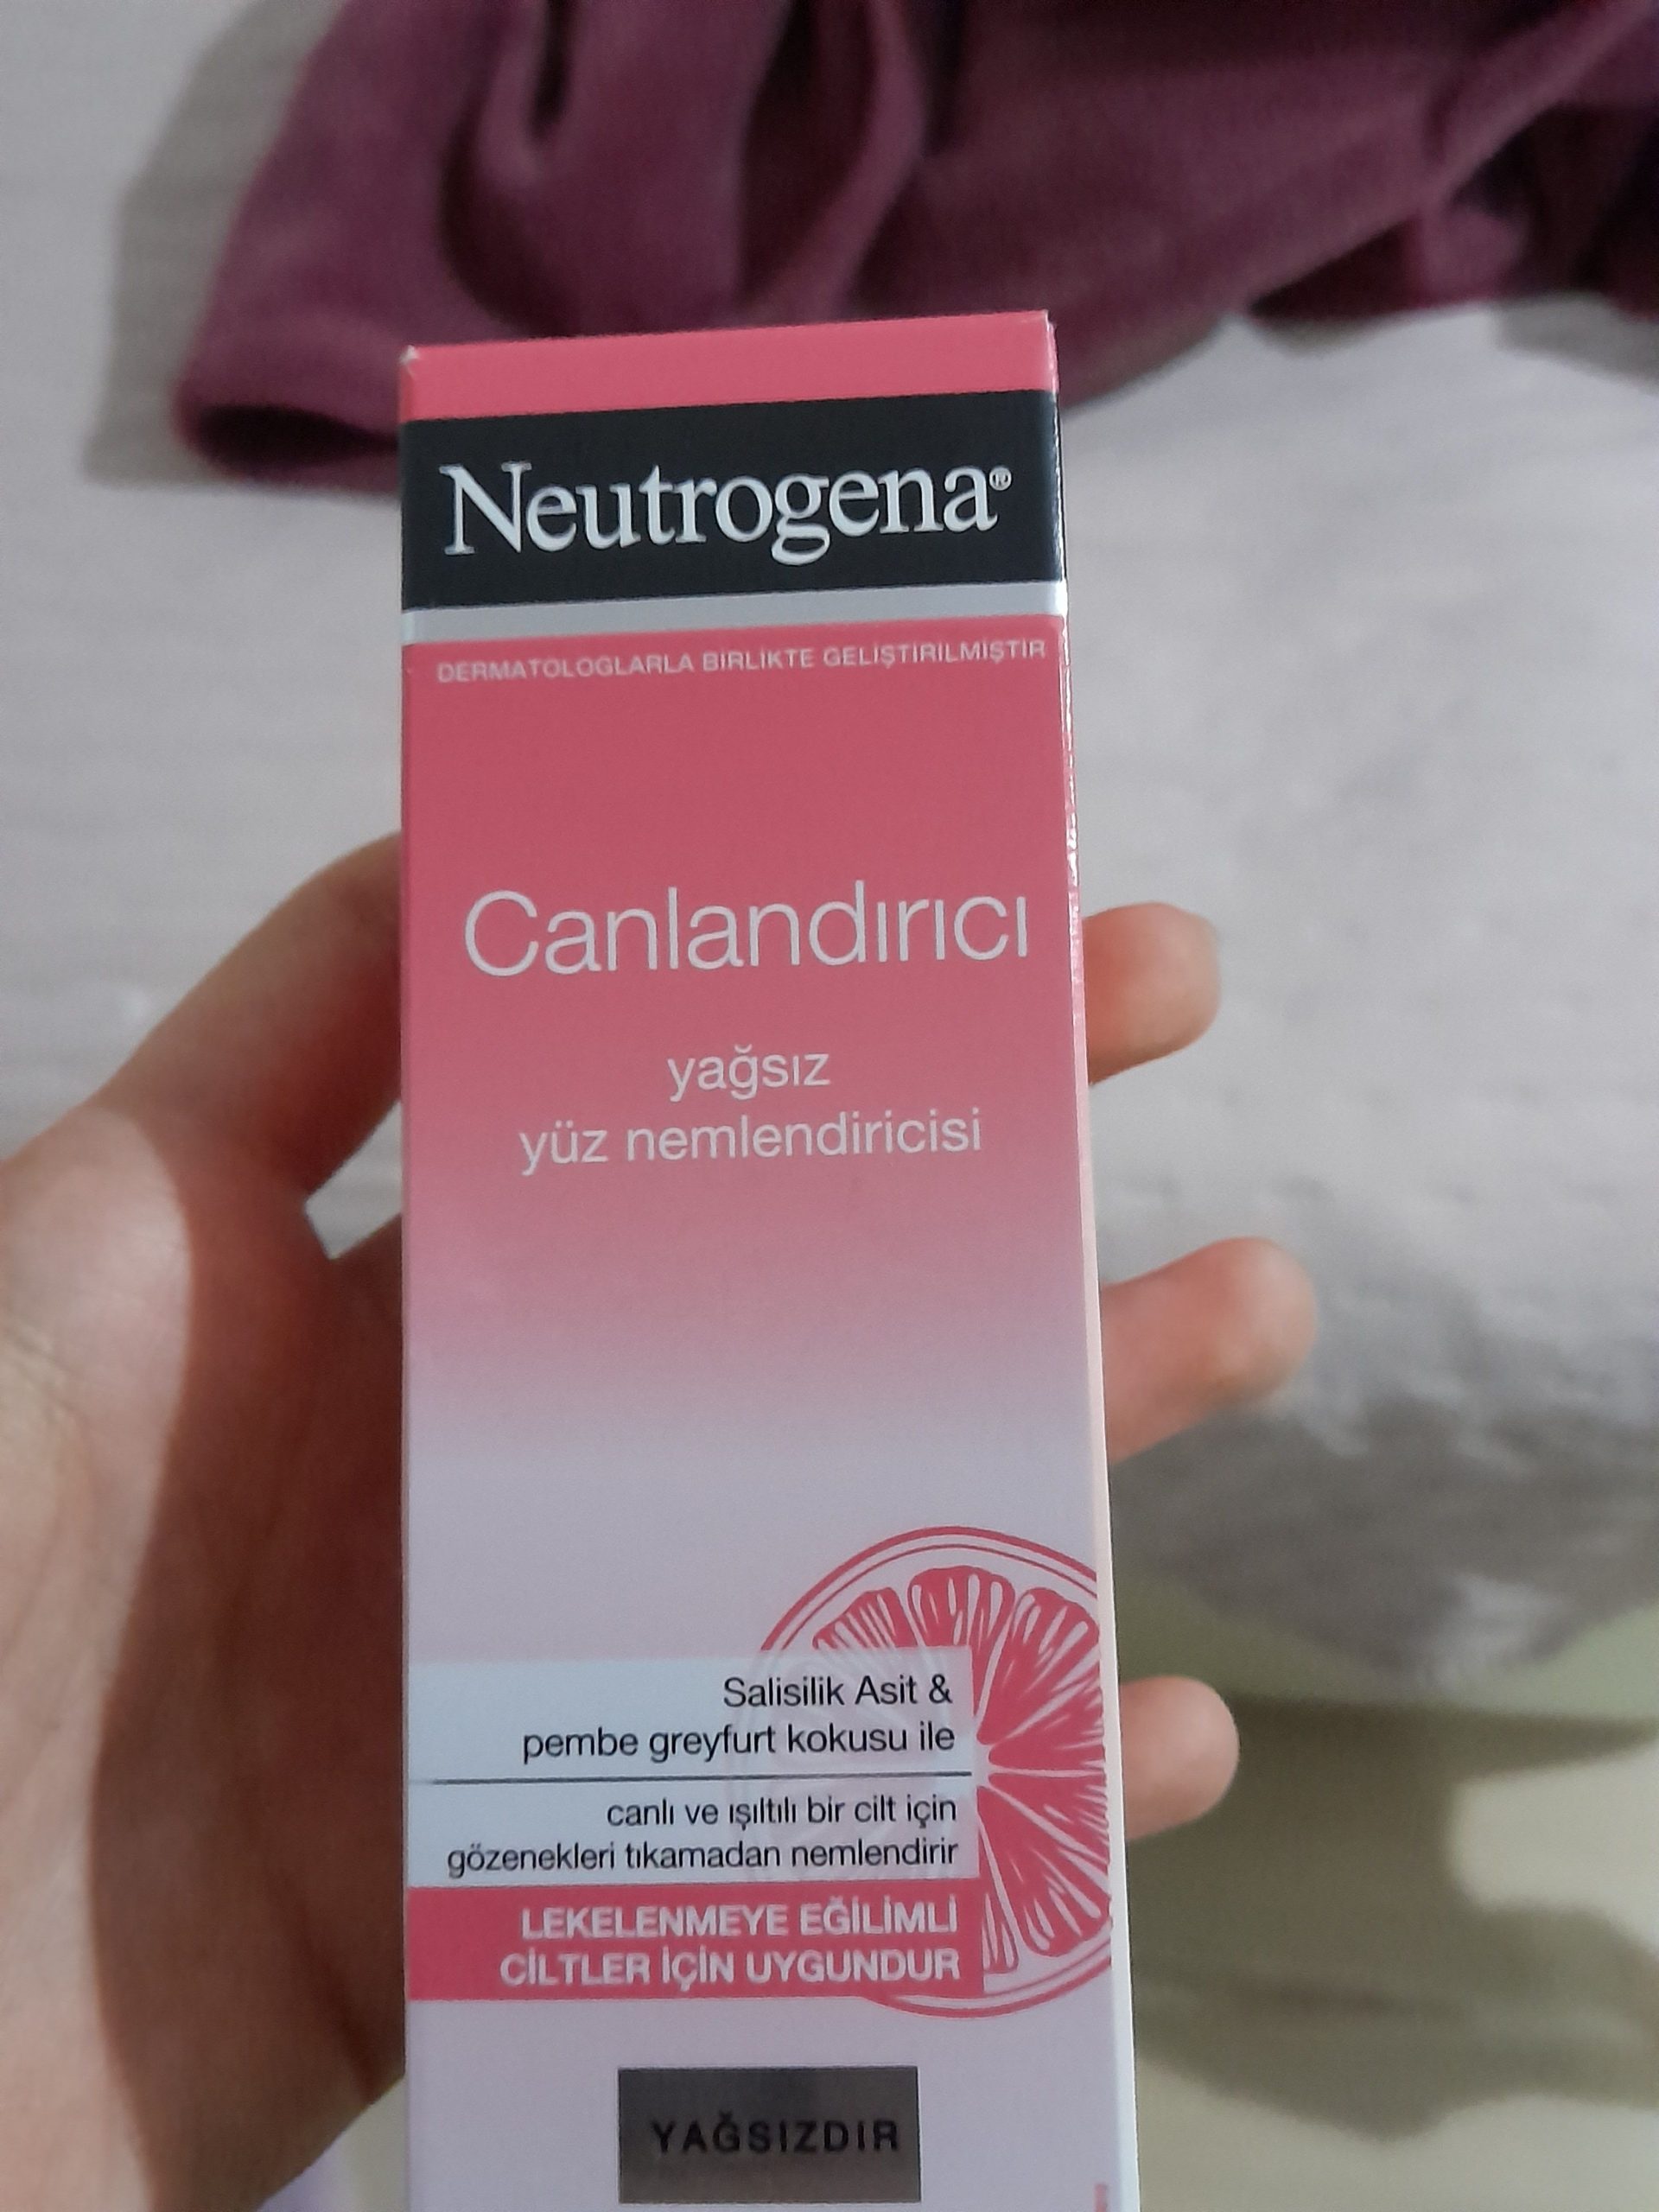 Neutrogena®
DERMATOLOGLARLA BİRLİKTE GELİŞTİRİLMİŞTİR
Canlandırıcı
yağsız
yüz nemlendiricisi
Salisilik Asit &
pembe greyfurt kokusu ile
canlı ve ışıltılı bir cilt için
gözenekleri tıkamadan nemlendirir
LEKELENMEYE EĞİLİMLİ
CİLTLER İÇİN UYGUNDUR
YAĞSIZDIR